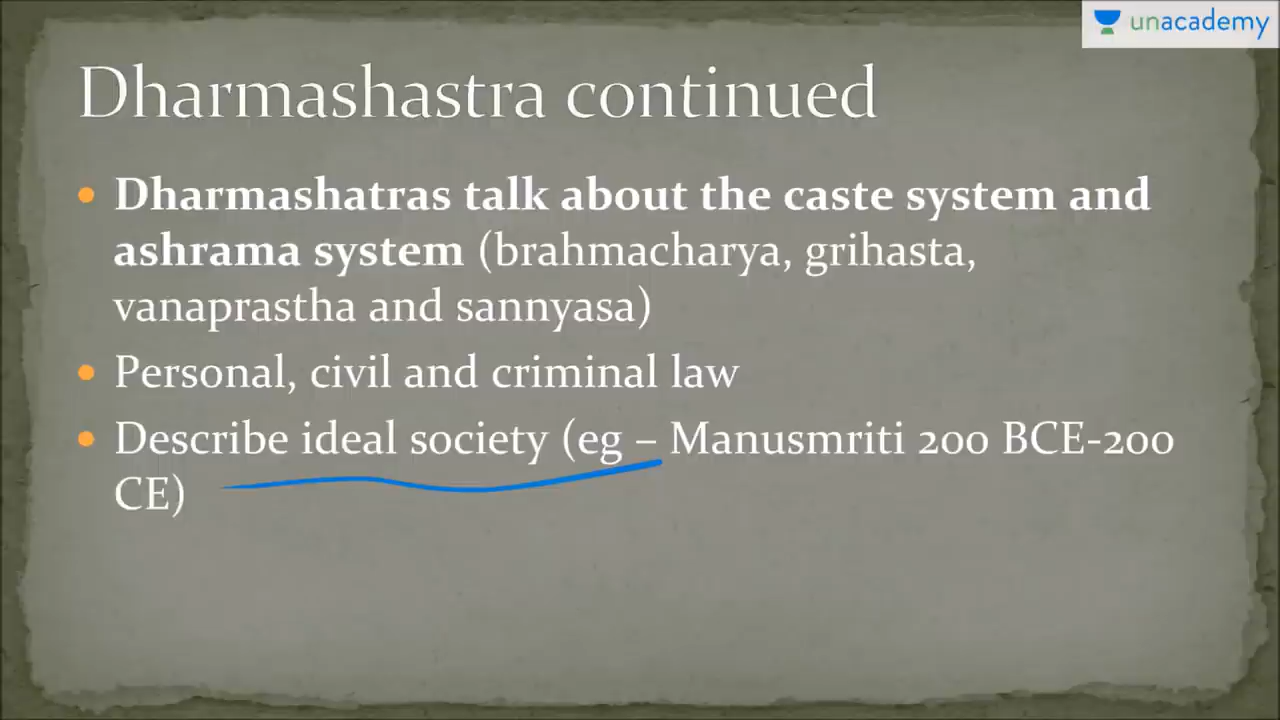 unacademy
Dharmashastra continued
• Dharmashatras talk about the caste system and
ashrama system (brahmacharya, grihasta,
vanaprastha and sannyasa)
• Personal, civil and criminal law
• Describe ideal society (eg – Manusmriti 200 BCE-200
CE)